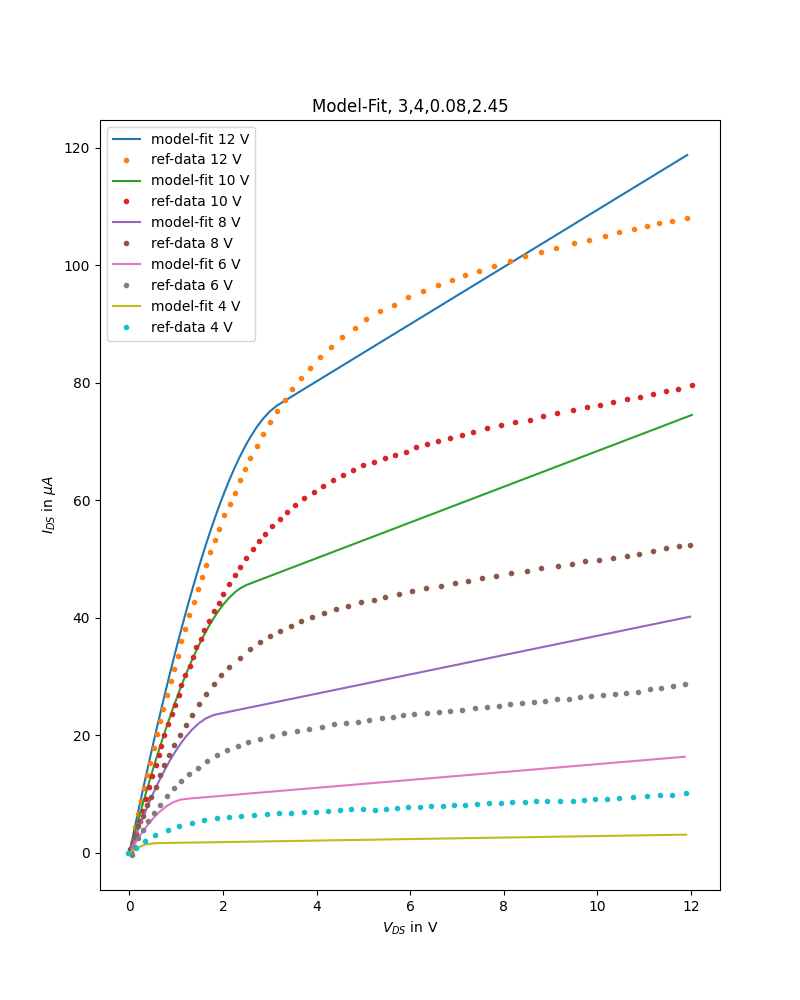 Model-Fit, 3,4,0.08,2.45
model-fit 12 V
ref-data 12 V
model-fit 10 V
ref-data 10 V
model-fit 8 V
ref-data 8 V
model-fit 6 V
ref-data 6 V
model-fit 4 V
ref-data 4 V
120
100
80
60
40
20
0
I_DS in μA
0 2 4 6 8 10 12
V_DS in V